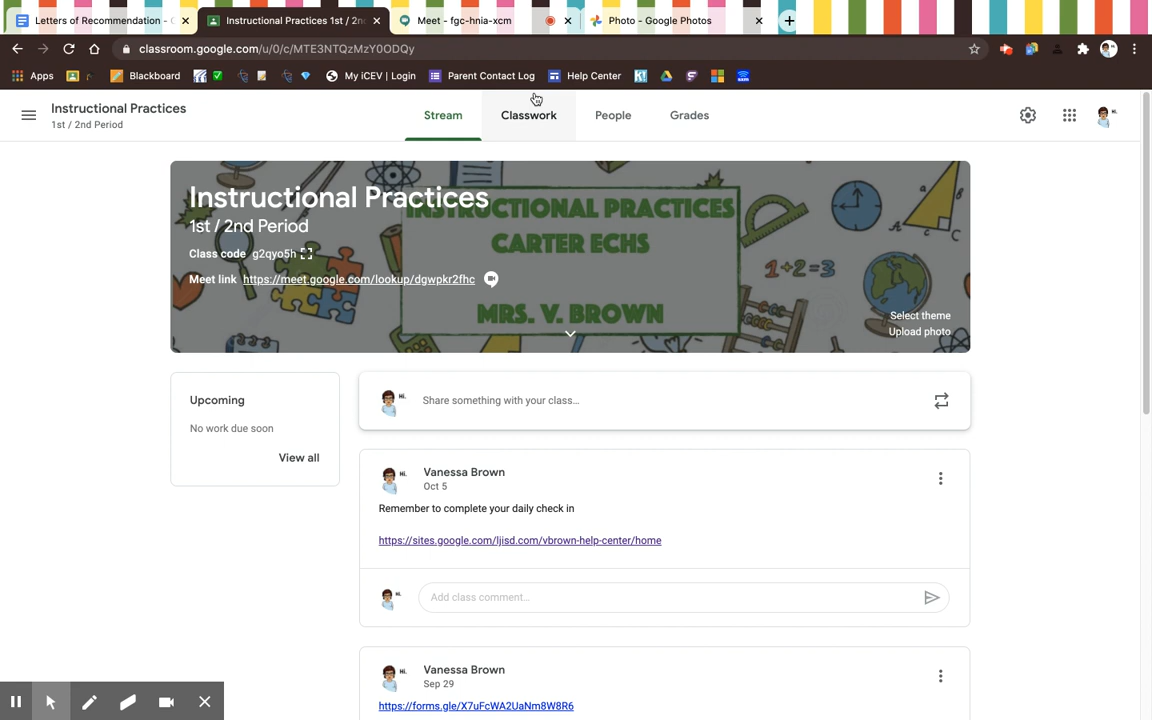 Letters of Recommendation -
Instructional Practices 1st / 2n
Meet - fgc-hnia-xcm
Photo - Google Photos
classroom.google.com/u/0/c/MTE3NTQzMzY0ODQy
Apps
Blackboard
My iCEV | Login
Parent Contact Log
Help Center
K!
Instructional Practices
1st / 2nd Period
Stream
Classwork
People
Grades
Instructional Practices
1st / 2nd Period
Class code g2qyo5h
Meet link https://meet.google.com/lookup/dgwpkr2fhc
INSTRUCTIONAL PRACTICES
CARTER ECHS
1+2=3
MRS. V. BROWN
Select theme
Upload photo
Upcoming
No work due soon
View all
Hi.
Share something with your class...
Hi.
Vanessa Brown
Oct 5
Remember to complete your daily check in
https://sites.google.com/ljisd.com/vbrown-help-center/home
Hi.
Add class comment...
Hi.
Vanessa Brown
Sep 29
https://forms.gle/X7uFcWA2UaNm8W8R6